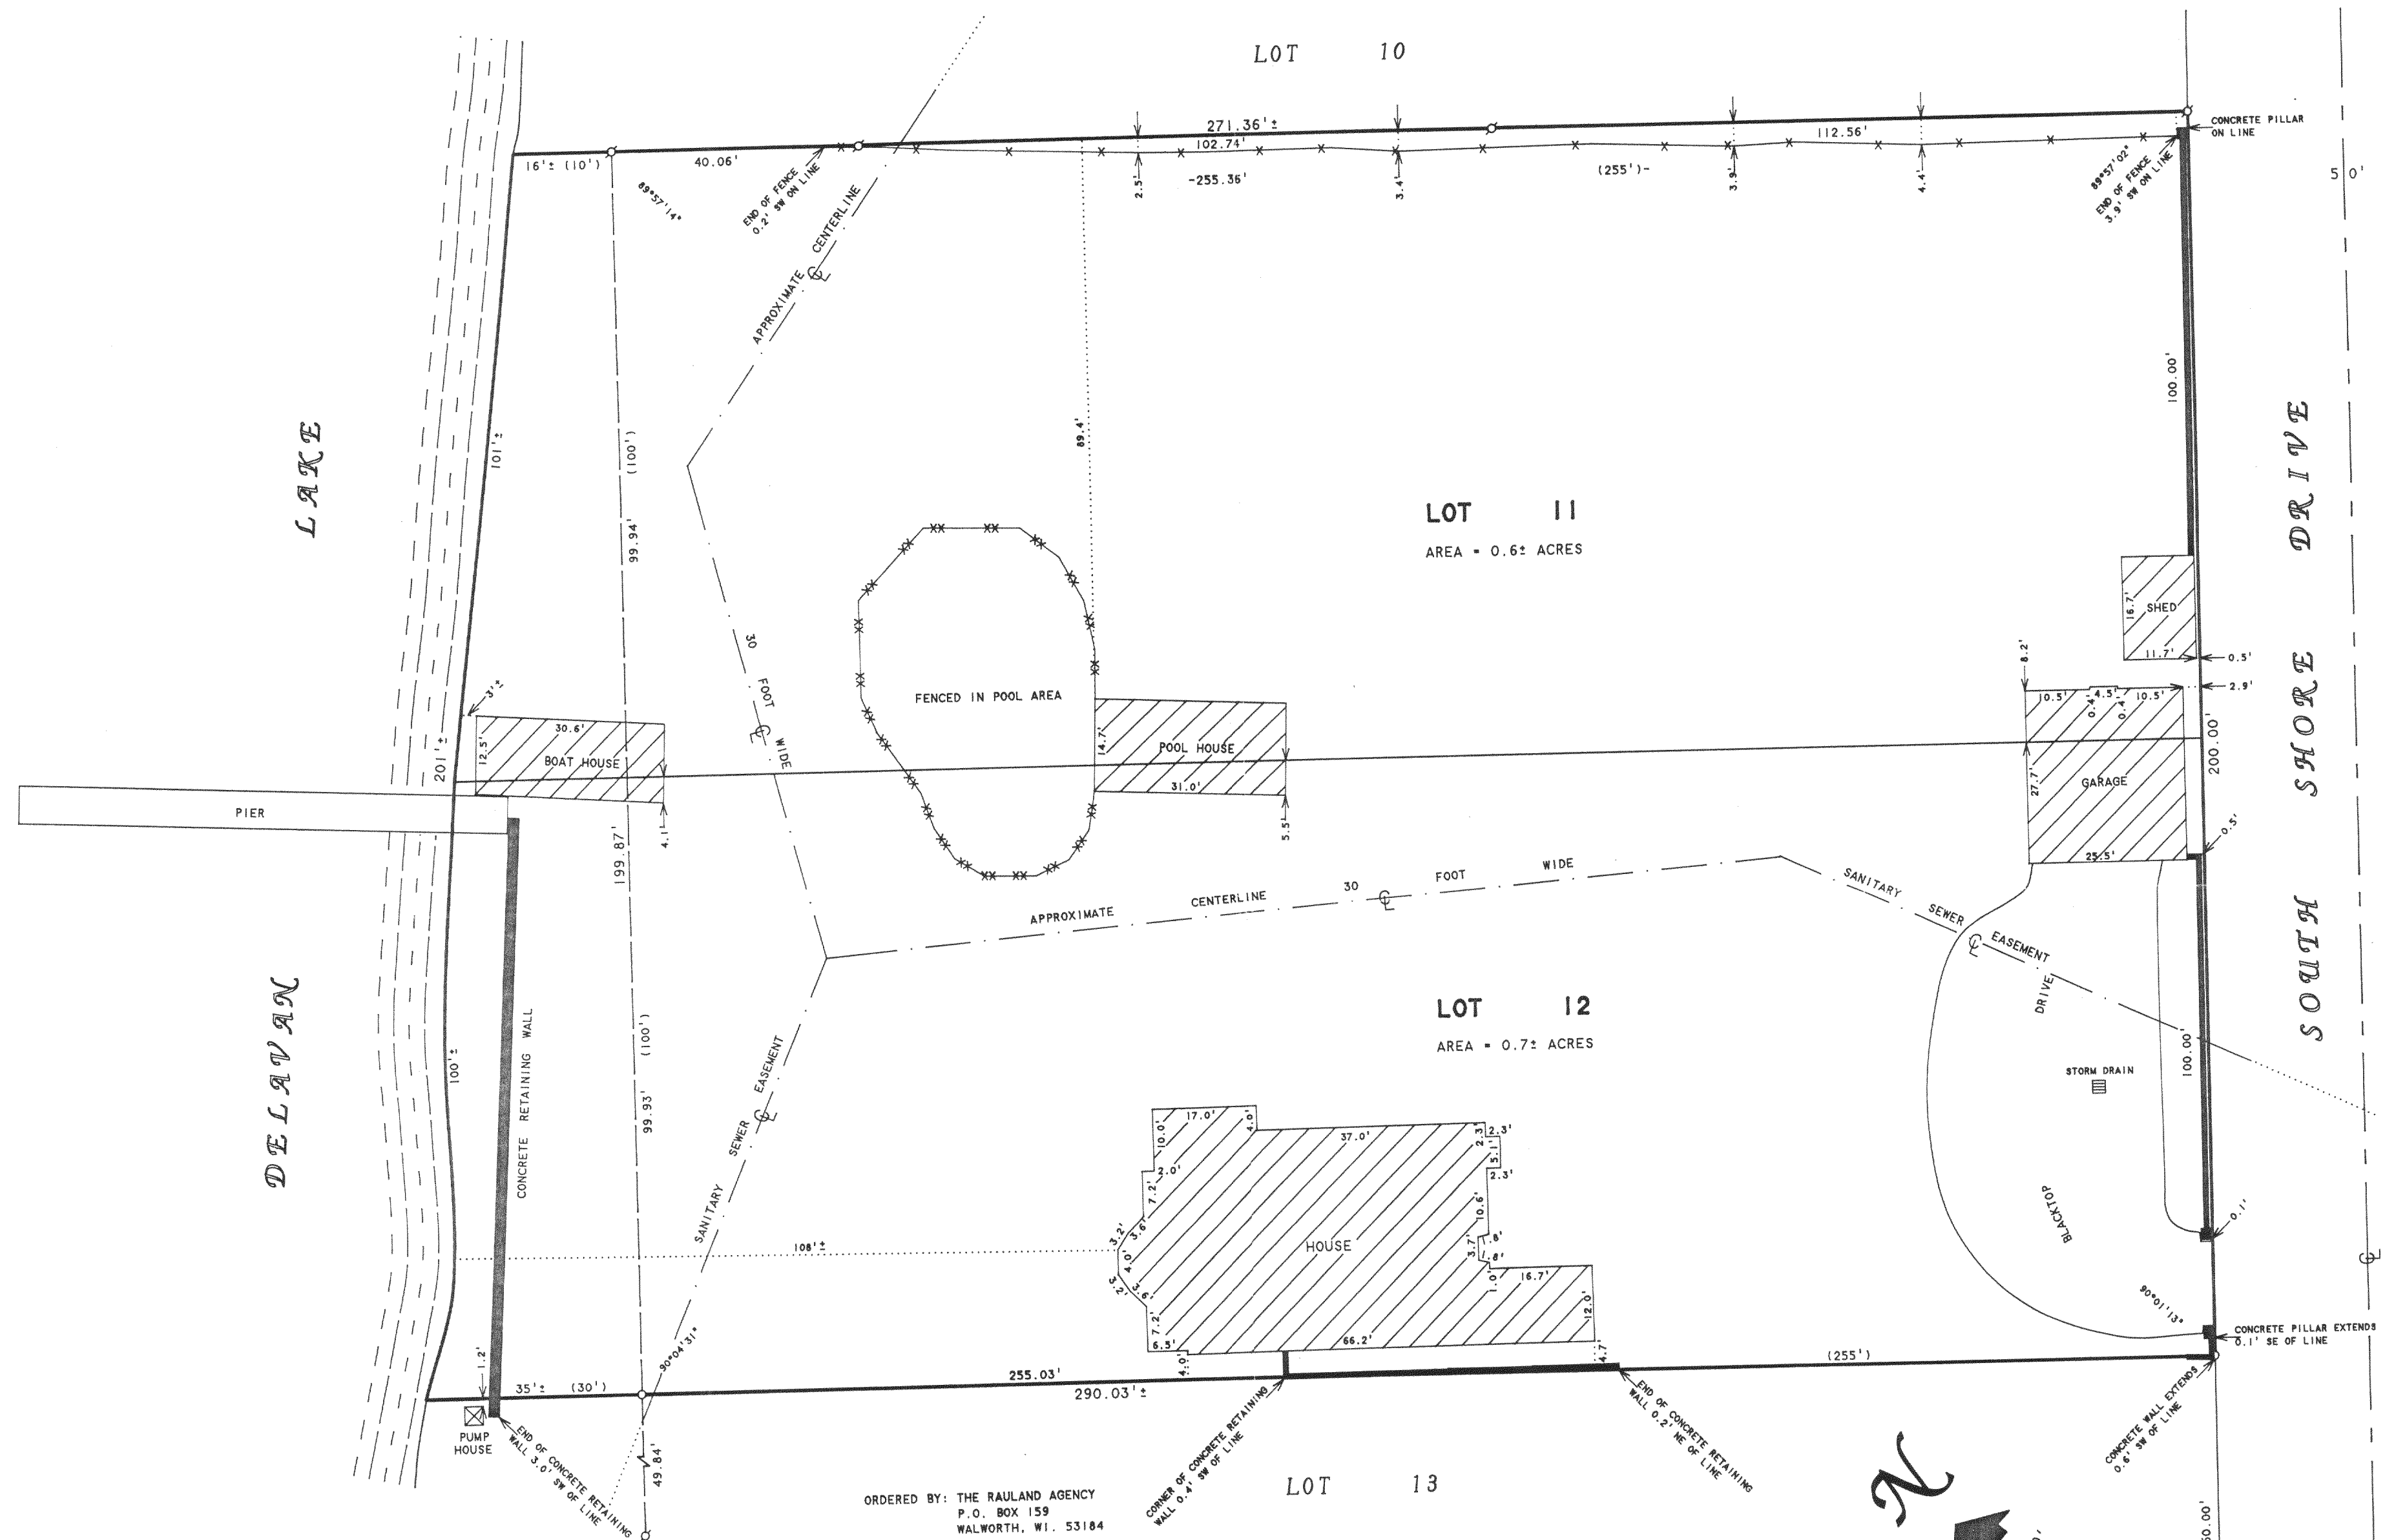 LOT 10
271.36'±
102.74'
112.56'
CONCRETE PILLAR
ON LINE
16'± (10')
40.06'
89°57'14"
END OF FENCE
0.2' SW ON LINE
-255.36'
(255')-
2.5'
3.4'
3.9'
4.4'
89°57'02"
END OF FENCE
3.9' SW ON LINE
50'
APPROXIMATE CENTERLINE
℄
LAKE
101'±
(100')
99.94'
89.4'
100.00'
LOT 11
AREA = 0.6± ACRES
SOUTH SHORE DRIVE
16.7'
SHED
11.7'
0.5'
30 FOOT WIDE
℄
FENCED IN POOL AREA
3'±
30.6'
12.5'
BOAT HOUSE
201'±
4.1'
14.7'
POOL HOUSE
31.0'
5.5'
8.2'
10.5'
0.4'
4.5'
0.4'
10.5'
2.9'
27.7'
GARAGE
200.00'
25.5'
0.5'
PIER
199.87'
APPROXIMATE CENTERLINE 30 ℄ FOOT WIDE
SANITARY SEWER ℄ EASEMENT
DELAVAN
CONCRETE RETAINING WALL
100'±
(100')
99.93'
SANITARY SEWER ℄ EASEMENT
LOT 12
AREA = 0.7± ACRES
DRIVE
STORM DRAIN
100.00'
BLACKTOP
17.0'
4.0'
10.0'
37.0'
2.3'
2.3'
5.1'
2.0'
2.3'
7.2'
10.6'
3.2'
3.6'
108'±
HOUSE
.8'
3.7'
.8'
4.0'
1.0'
16.7'
3.2'
3.6'
12.0'
7.2'
6.5'
66.2'
4.0'
4.7'
0.1'
90°01'13"
CONCRETE PILLAR EXTENDS
0.1' SE OF LINE
℄
90°04'31"
1.2'
35'± (30')
255.03'
290.03'±
(255')
PUMP
HOUSE
END OF CONCRETE RETAINING
WALL 3.0' SW OF LINE
49.84'
CORNER OF CONCRETE RETAINING
WALL 0.4' SW OF LINE
END OF CONCRETE RETAINING
WALL 0.2' NE OF LINE
CONCRETE WALL EXTENDS
0.6' SW OF LINE
LOT 13
ORDERED BY: THE RAULAND AGENCY
P.O. BOX 159
WALWORTH, WI. 53184
N